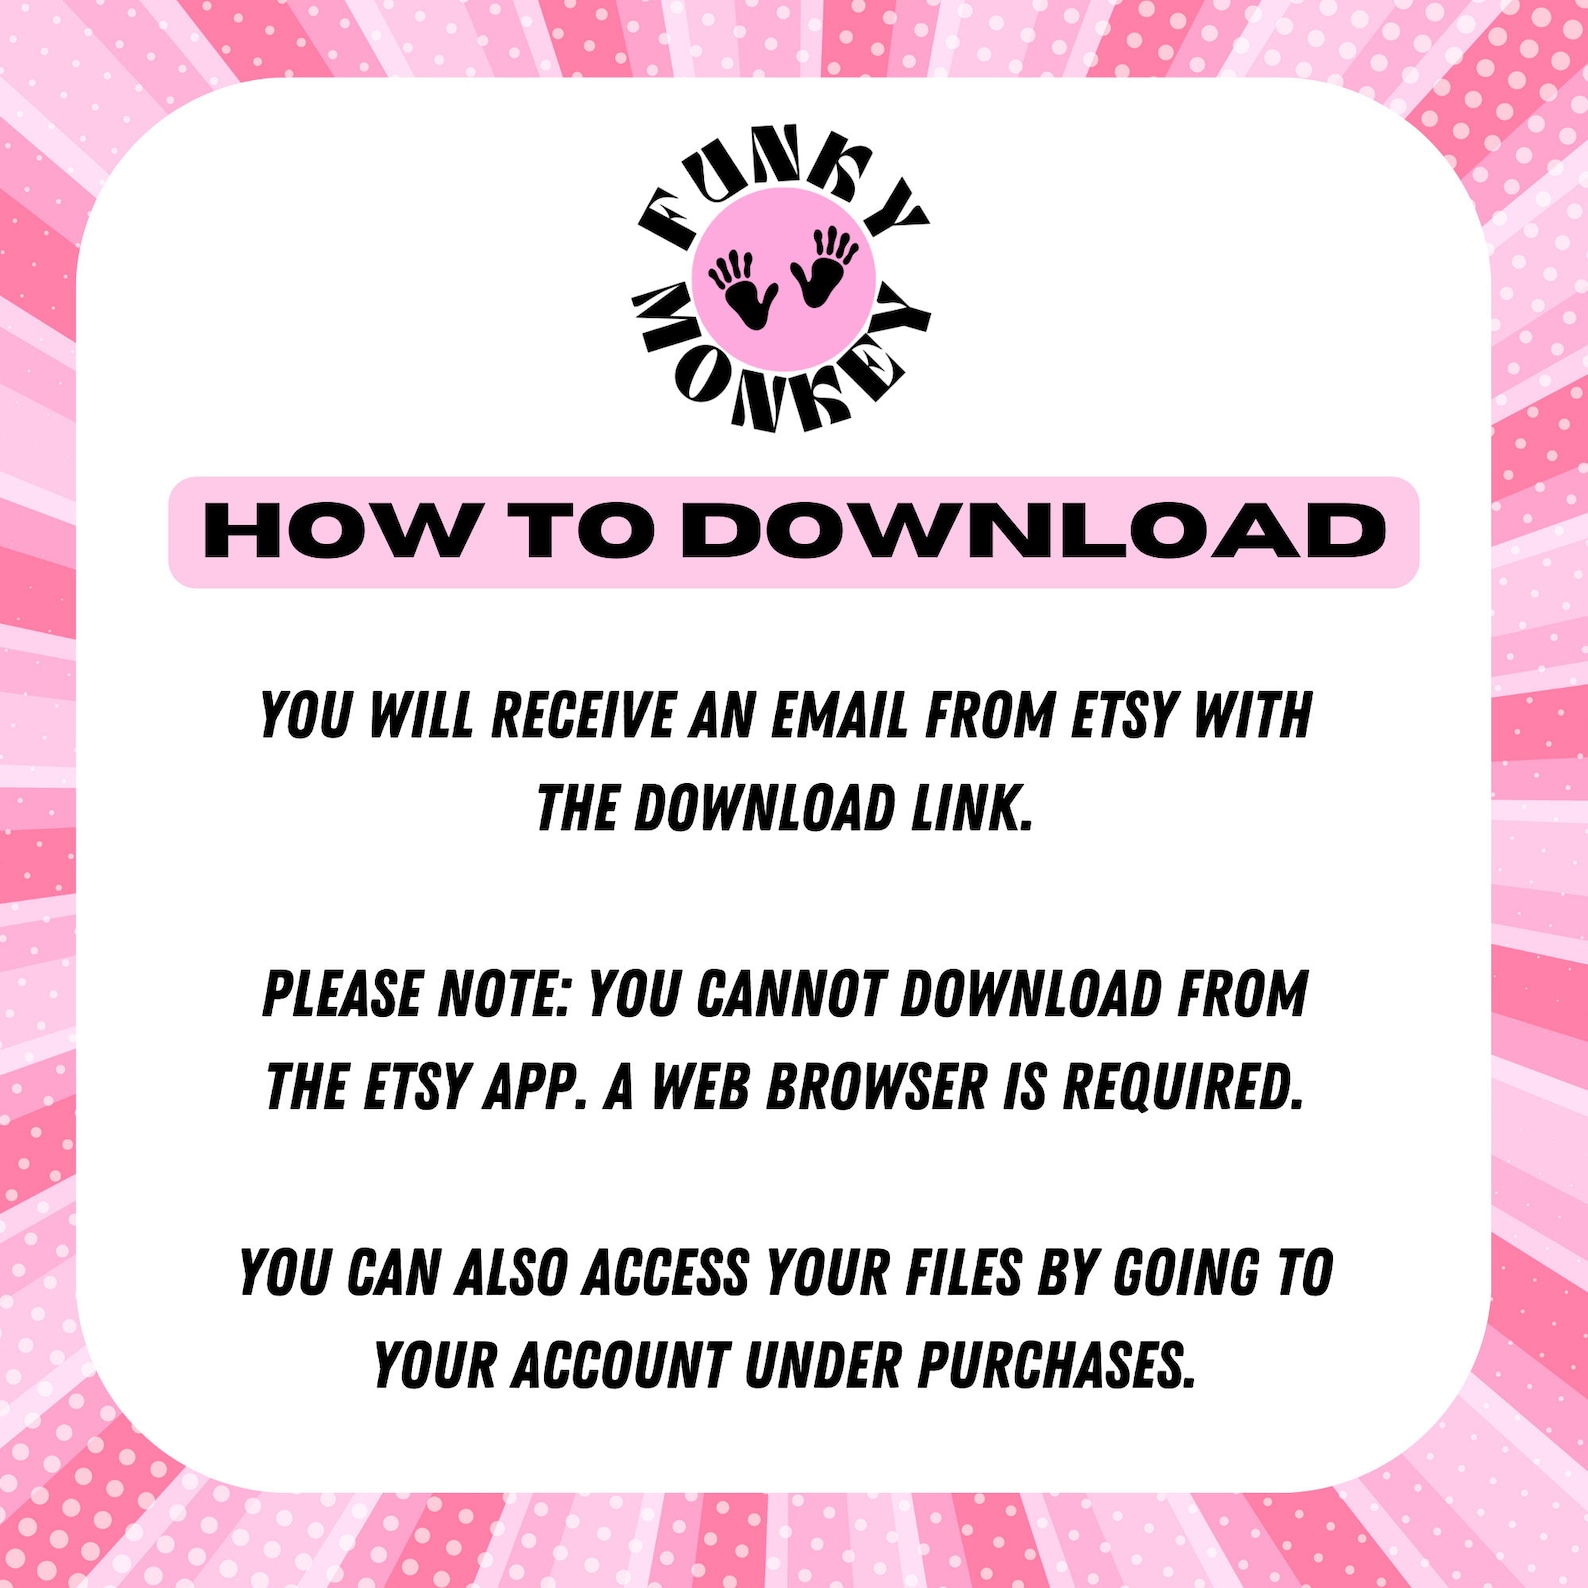 FUNKY
MONKEY
HOW TO DOWNLOAD
YOU WILL RECEIVE AN EMAIL FROM ETSY WITH
THE DOWNLOAD LINK.
PLEASE NOTE: YOU CANNOT DOWNLOAD FROM
THE ETSY APP. A WEB BROWSER IS REQUIRED.
YOU CAN ALSO ACCESS YOUR FILES BY GOING TO
YOUR ACCOUNT UNDER PURCHASES.